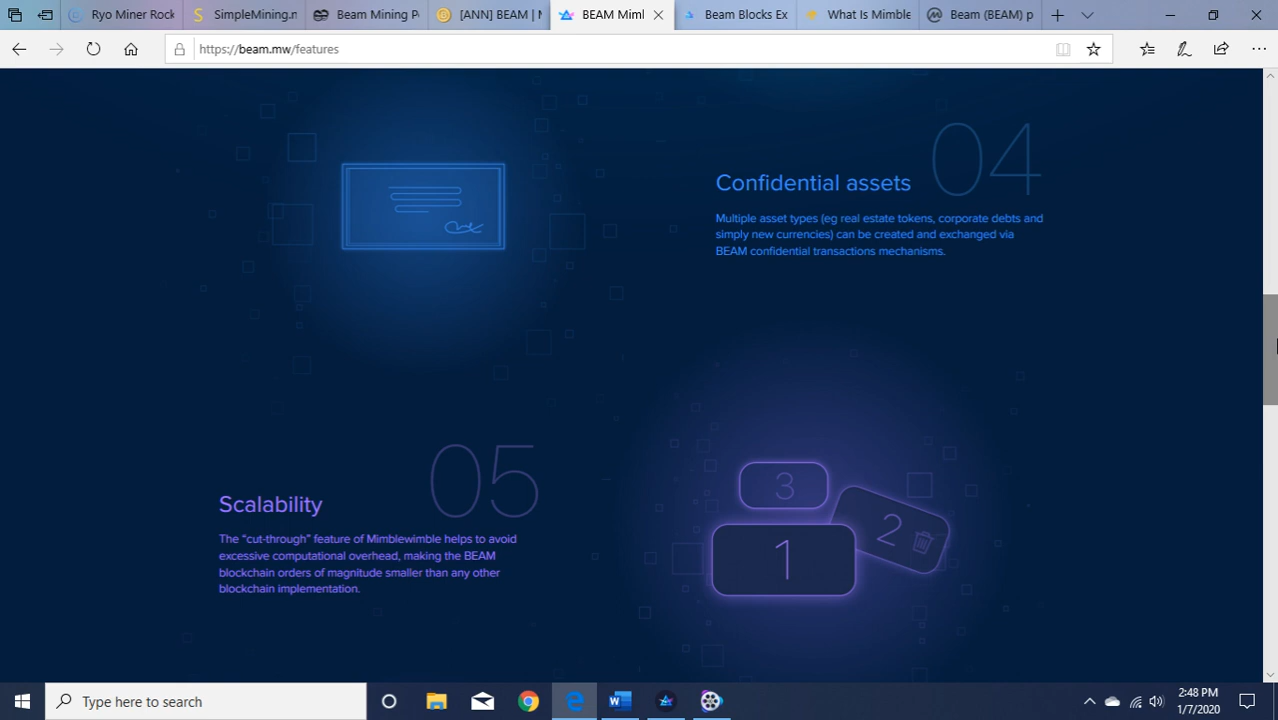 Ryo Miner Rock
SimpleMining.n
Beam Mining P
[ANN] BEAM | M
BEAM Miml
Beam Blocks Ex
What Is Mimble
Beam (BEAM) p
https://beam.mw/features
04
Confidential assets
Multiple asset types (eg real estate tokens, corporate debts and
simply new currencies) can be created and exchanged via
BEAM confidential transactions mechanisms.
05
Scalability
The “cut-through” feature of Mimblewimble helps to avoid
excessive computational overhead, making the BEAM
blockchain orders of magnitude smaller than any other
blockchain implementation.
3
2
1
Type here to search
2:48 PM
1/7/2020